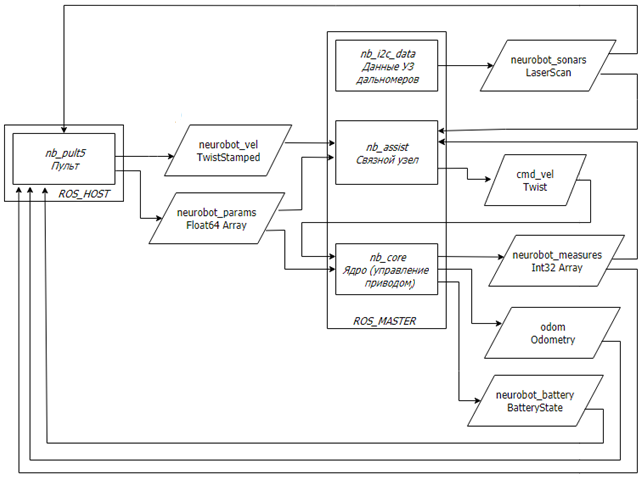 nb_i2c_data
Данные УЗ
дальномеров
neurobot_sonars
LaserScan
nb_pult5
Пульт
ROS_HOST
neurobot_vel
TwistStamped
nb_assist
Связной узел
cmd_vel
Twist
neurobot_params
Float64 Array
nb_core
Ядро (управление
приводом)
ROS_MASTER
neurobot_measures
Int32 Array
odom
Odometry
neurobot_battery
BatteryState